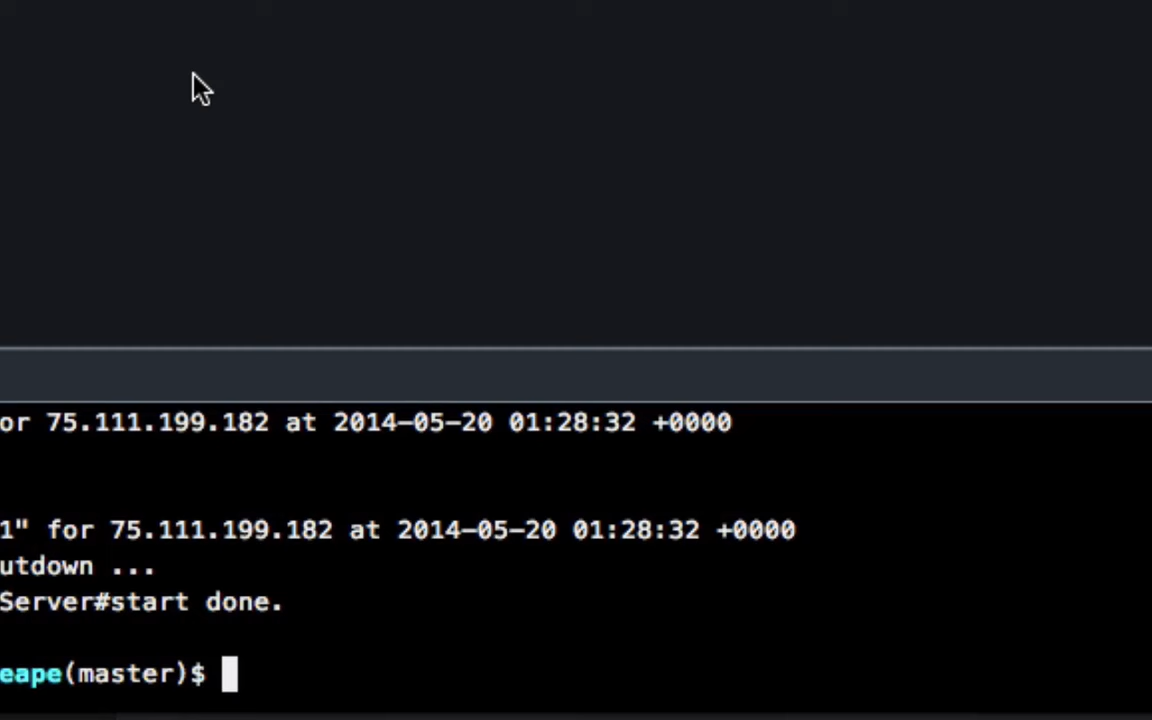 or 75.111.199.182 at 2014-05-20 01:28:32 +0000
1" for 75.111.199.182 at 2014-05-20 01:28:32 +0000
utdown ...
Server#start done.
eape(master)$